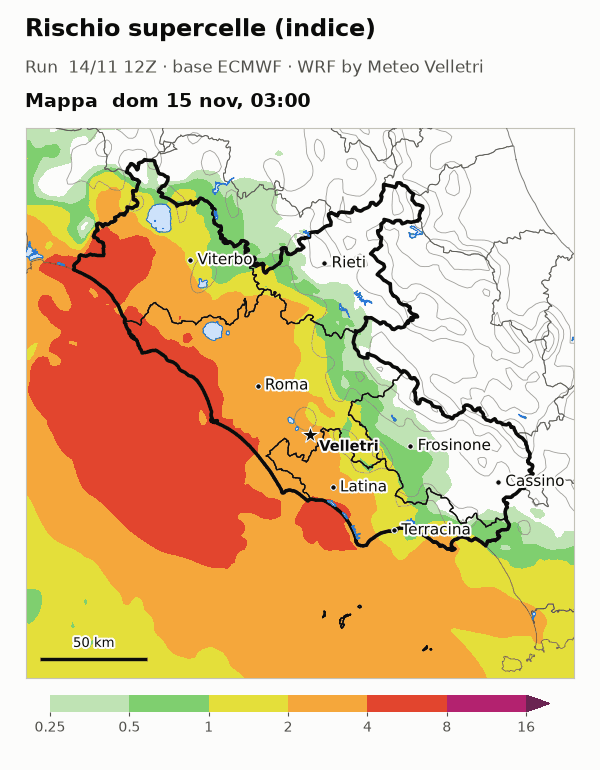 Rischio supercelle (indice)
Run  14/11 12Z · base ECMWF · WRF by Meteo Velletri
Mappa  dom 15 nov, 03:00
Viterbo
Rieti
Roma
Velletri
Frosinone
Latina
Cassino
Terracina
50 km
0.25 0.5 1 2 4 8 16